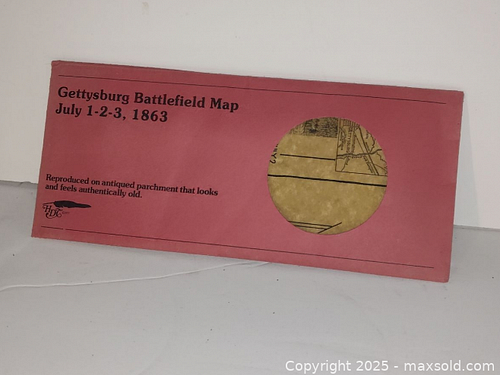 Gettysburg Battlefield Map
July 1-2-3, 1863
Reproduced on antiqued parchment that looks
and feels authentically old.
HDC
Copyright 2025 - maxsold.com